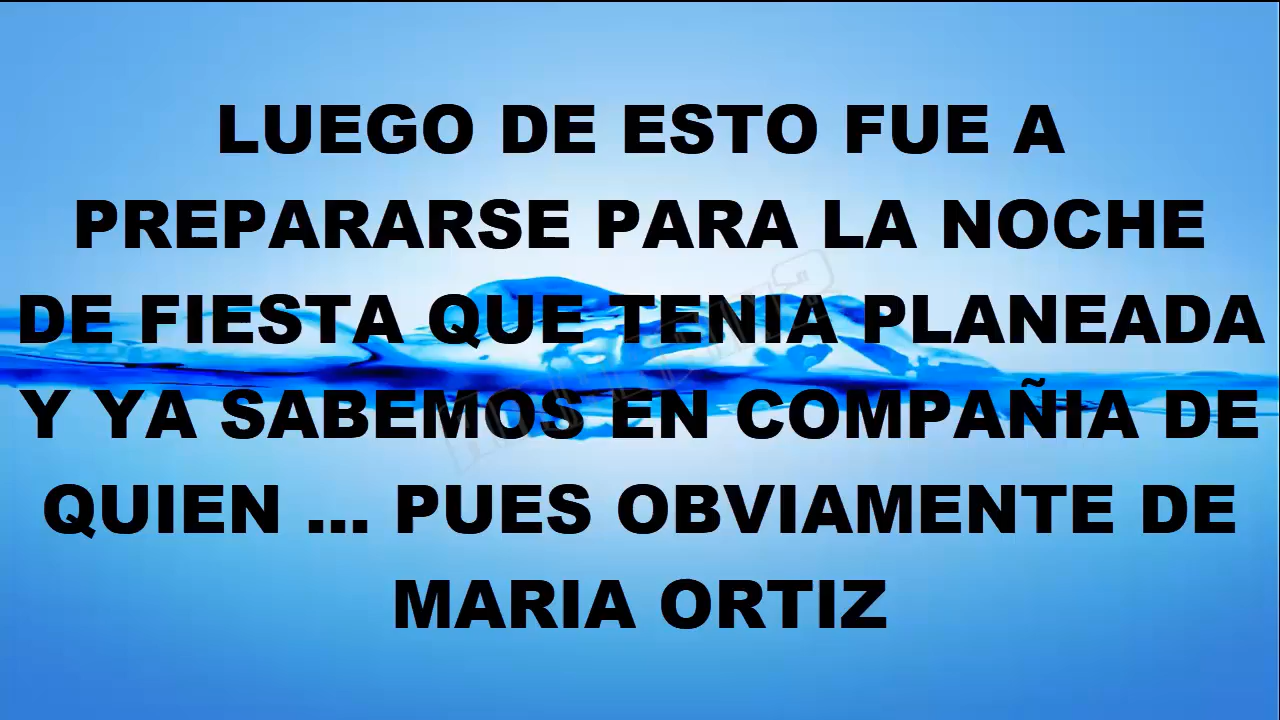 LUEGO DE ESTO FUE A
PREPARARSE PARA LA NOCHE
DE FIESTA QUE TENIA PLANEADA
Y YA SABEMOS EN COMPAÑIA DE
QUIEN ... PUES OBVIAMENTE DE
MARIA ORTIZ